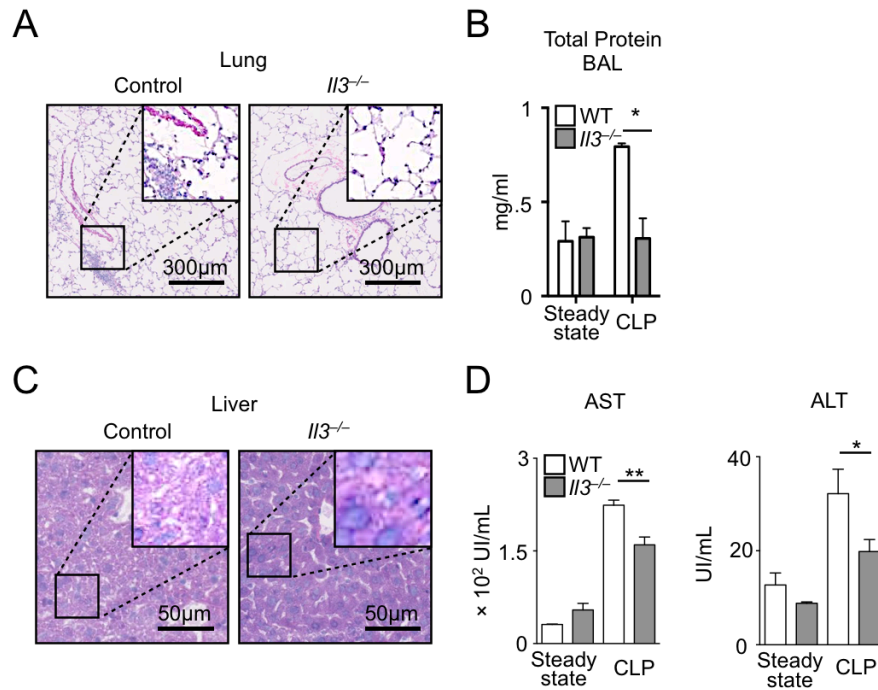 A
Lung
Control
Il3–/–
300µm
300µm
B
Total Protein
BAL
1
WT
*
Il3–/–
mg/ml
.5
0
Steady
state
CLP
C
Liver
Control
Il3–/–
50µm
50µm
D
AST
3
WT
**
Il3–/–
× 10² UI/mL
1.5
0
Steady
state
CLP
ALT
40
*
UI/mL
20
0
Steady
state
CLP